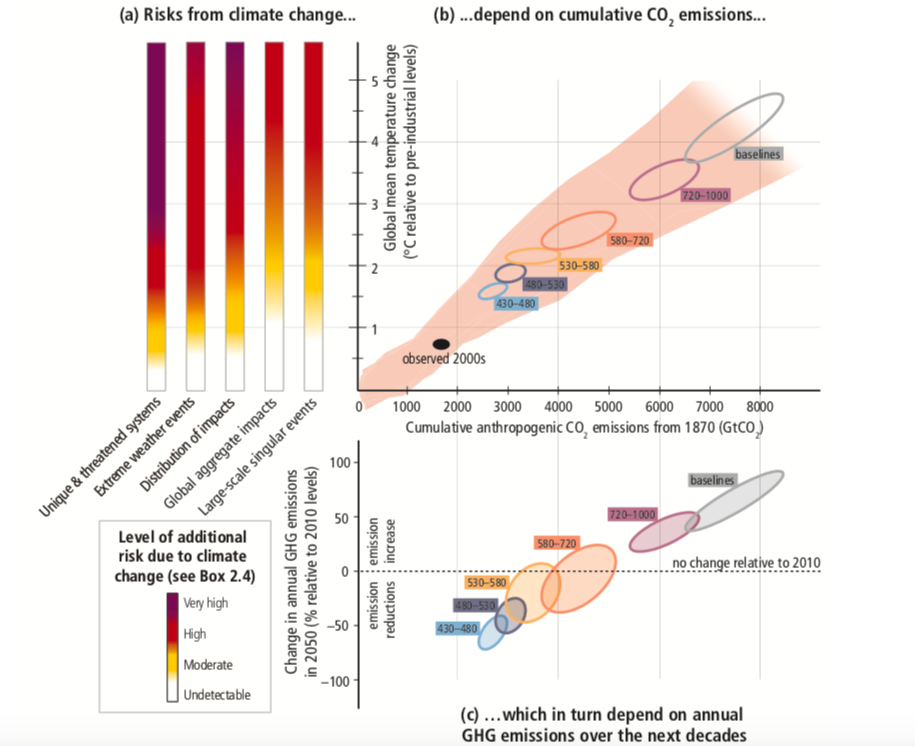 (a) Risks from climate change...
(b) ...depend on cumulative CO₂ emissions...
Global mean temperature change
(°C relative to pre-industrial levels)
5
4
3
2
1
baselines
720–1000
580–720
530–580
480–530
430–480
observed 2000s
0 1000 2000 3000 4000 5000 6000 7000 8000
Cumulative anthropogenic CO₂ emissions from 1870 (GtCO₂)
Unique & threatened systems
Extreme weather events
Distribution of impacts
Global aggregate impacts
Large-scale singular events
Level of additional
risk due to climate
change (see Box 2.4)
Very high
High
Moderate
Undetectable
Change in annual GHG emissions
in 2050 (% relative to 2010 levels)
100
50
0
−50
−100
emission
increase
emission
reductions
baselines
720–1000
580–720
no change relative to 2010
530–580
480–530
430–480
(c) ...which in turn depend on annual
GHG emissions over the next decades